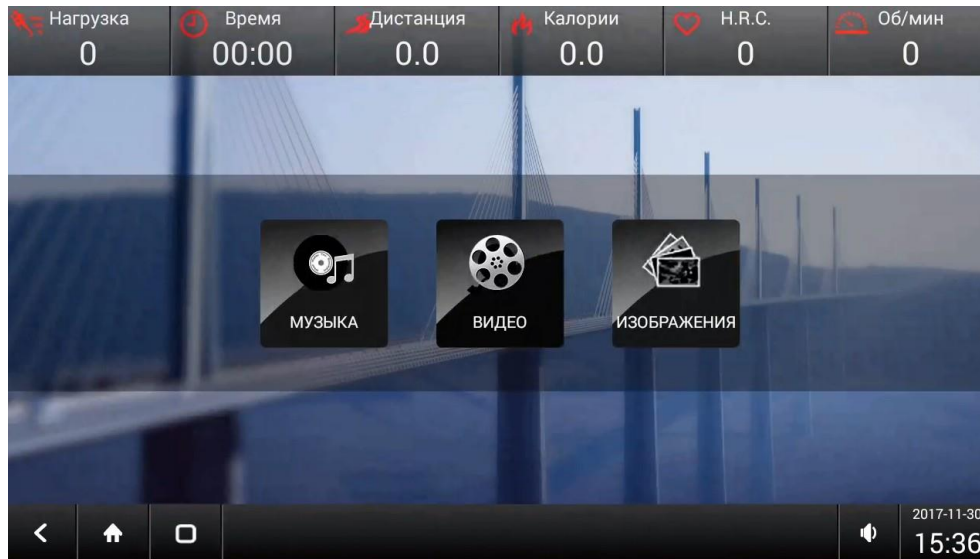 Нагрузка
0
Время
00:00
Дистанция
0.0
Калории
0.0
H.R.C.
0
Об/мин
0
МУЗЫКА
ВИДЕО
ИЗОБРАЖЕНИЯ
2017-11-30
15:36